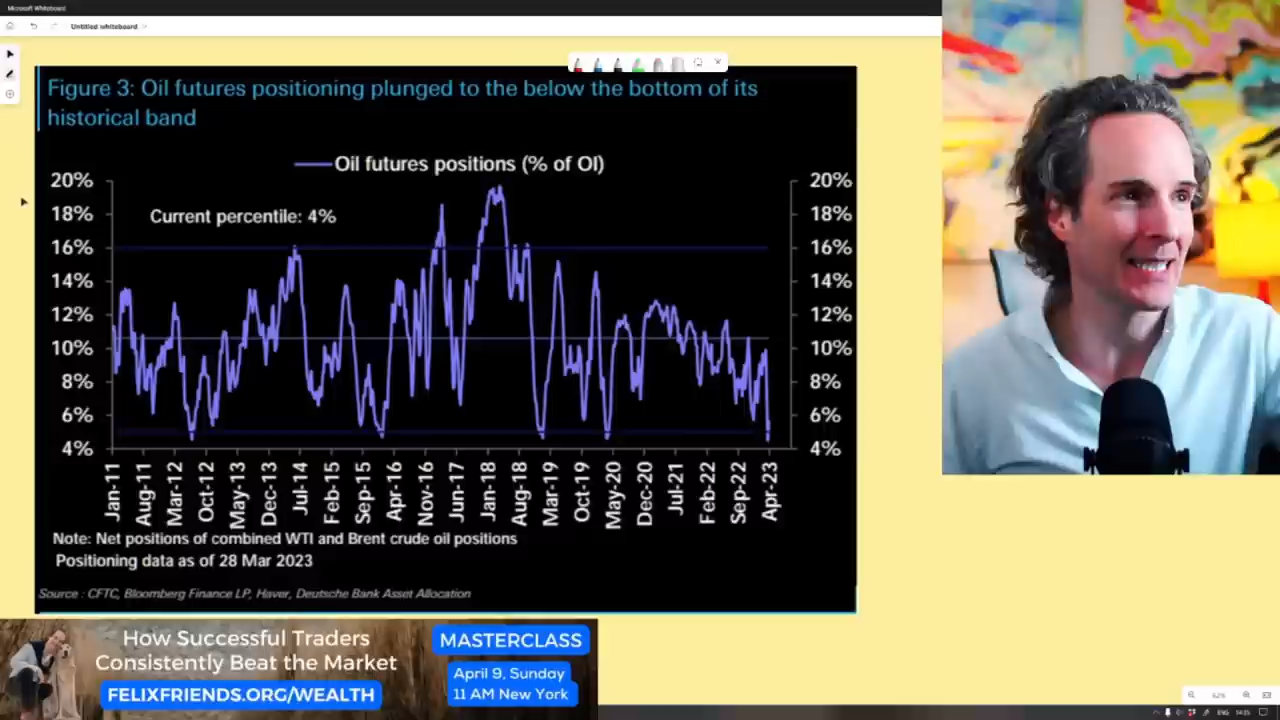 Microsoft Whiteboard
Untitled whiteboard
Figure 3: Oil futures positioning plunged to the below the bottom of its
historical band
Oil futures positions (% of OI)
Current percentile: 4%
20%
18%
16%
14%
12%
10%
8%
6%
4%
20%
18%
16%
14%
12%
10%
8%
6%
4%
Jan-11
Aug-11
Mar-12
Oct-12
May-13
Dec-13
Jul-14
Feb-15
Sep-15
Apr-16
Nov-16
Jun-17
Jan-18
Aug-18
Mar-19
Oct-19
May-20
Dec-20
Jul-21
Feb-22
Sep-22
Apr-23
Note: Net positions of combined WTI and Brent crude oil positions
Positioning data as of 28 Mar 2023
Source : CFTC, Bloomberg Finance LP, Haver, Deutsche Bank Asset Allocation
How Successful Traders
Consistently Beat the Market
FELIXFRIENDS.ORG/WEALTH
MASTERCLASS
April 9, Sunday
11 AM New York
ENG